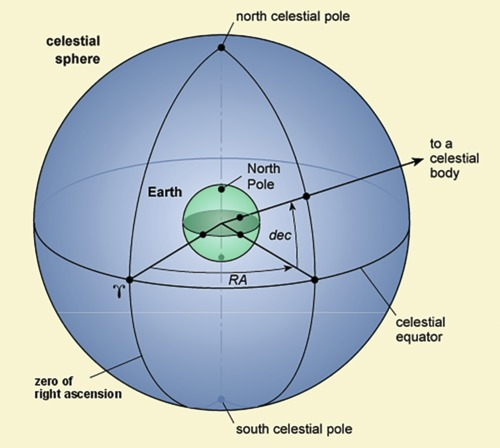 north celestial pole
celestial
sphere
to a
celestial
body
North
Pole
Earth
dec
RA
♈
celestial
equator
zero of
right ascension
south celestial pole